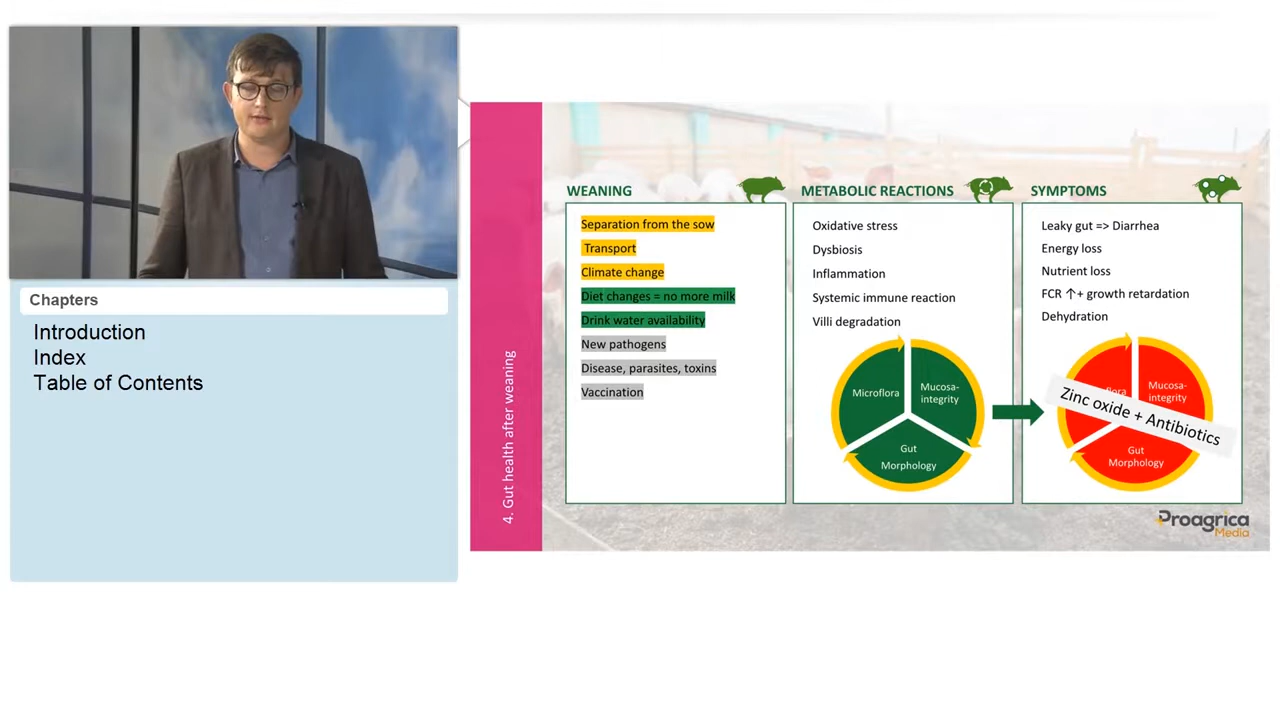 Chapters
Introduction
Index
Table of Contents
4. Gut health after weaning
WEANING
Separation from the sow
Transport
Climate change
Diet changes = no more milk
Drink water availability
New pathogens
Disease, parasites, toxins
Vaccination
METABOLIC REACTIONS
Oxidative stress
Dysbiosis
Inflammation
Systemic immune reaction
Villi degradation
Microflora
Mucosa-
integrity
Gut
Morphology
SYMPTOMS
Leaky gut => Diarrhea
Energy loss
Nutrient loss
FCR ↑+ growth retardation
Dehydration
Mucosa-
integrity
Zinc oxide + Antibiotics
Gut
Morphology
Proagrica
Media